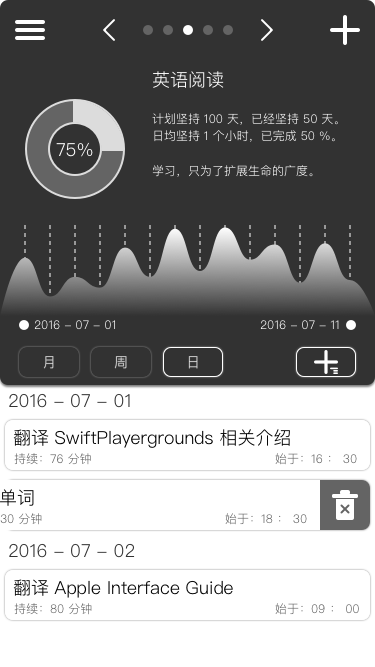 英语阅读
计划坚持 100 天，已经坚持 50 天。
日均坚持 1 个小时，已完成 50 %。
75%
学习，只为了扩展生命的广度。
2016 – 07 – 01
2016 – 07 – 11
月
周
日
2016 – 07 – 01
翻译 SwiftPlayergrounds 相关介绍
持续：76 分钟
始于：16 ： 30
单词
30 分钟
始于：18 ： 30
2016 – 07 – 02
翻译 Apple Interface Guide
持续：80 分钟
始于：09 ： 00